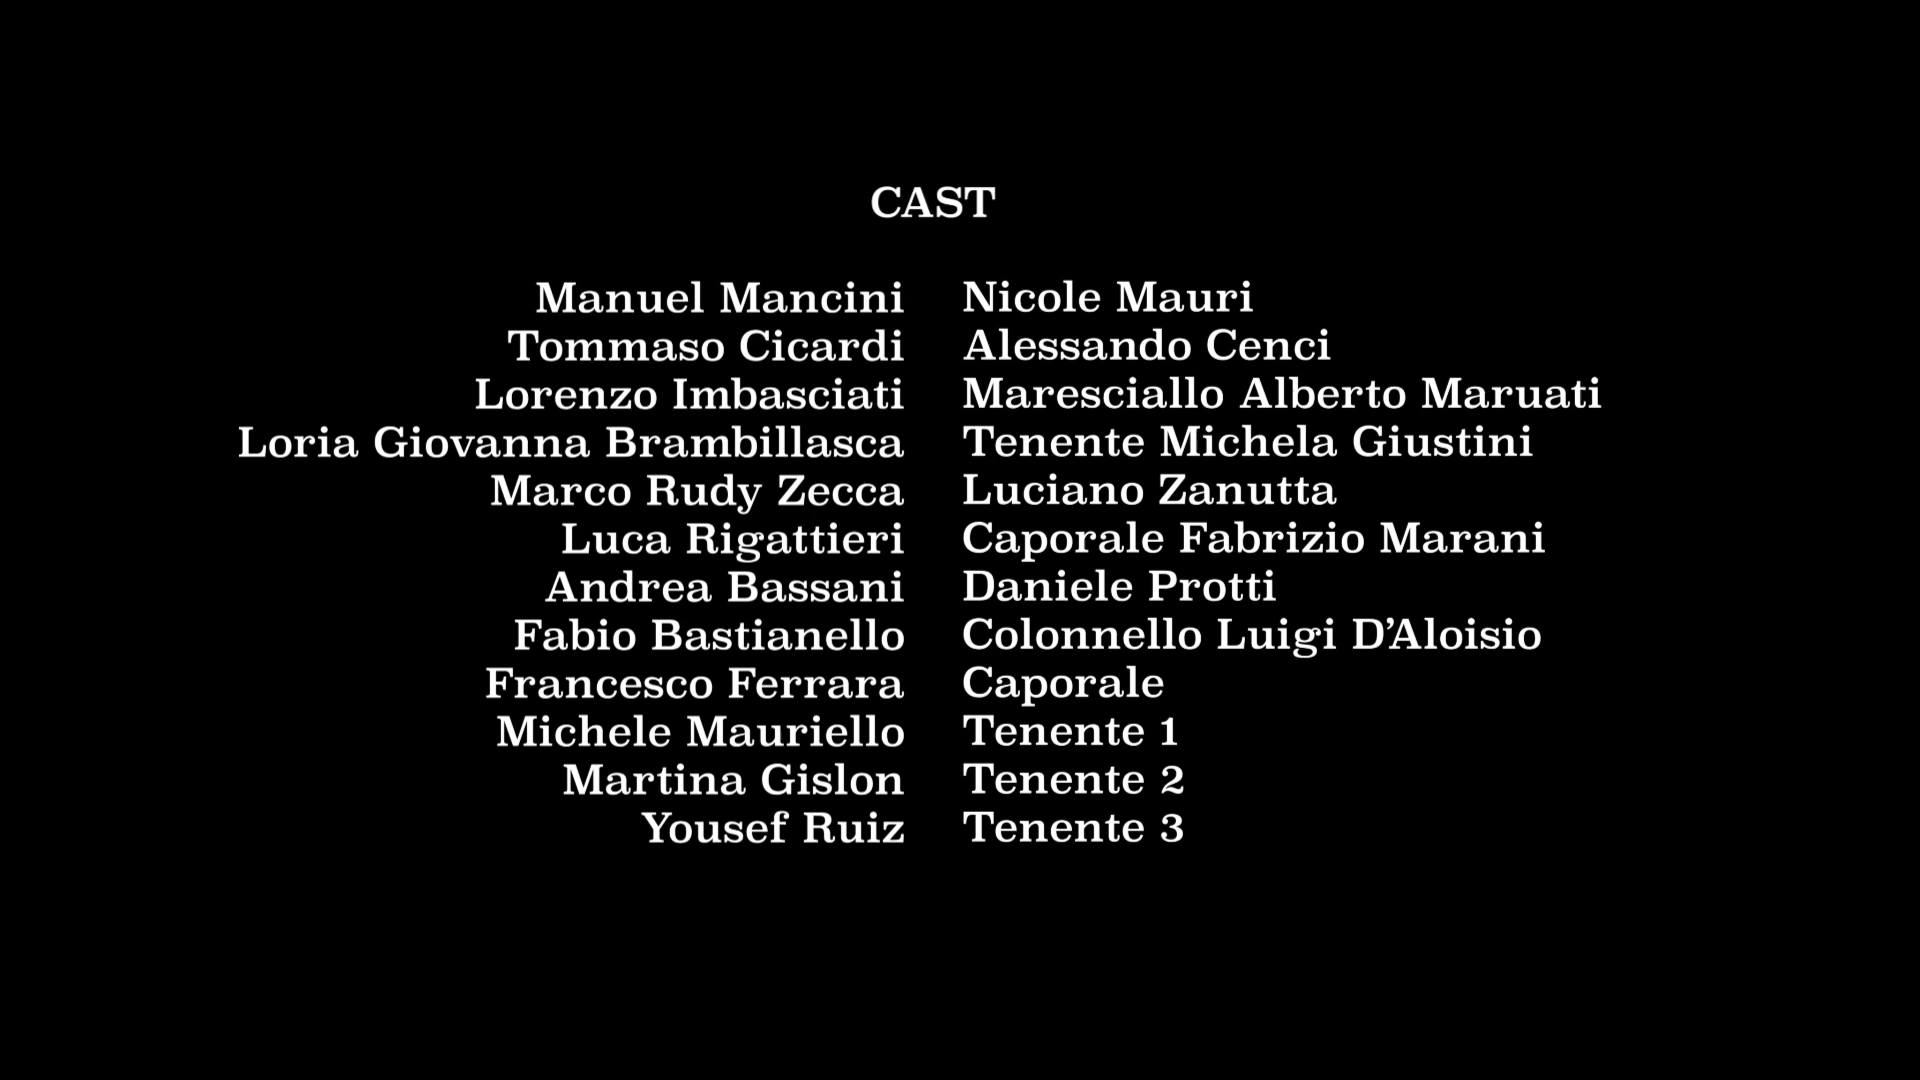 CAST
Manuel Mancini Nicole Mauri
Tommaso Cicardi Alessando Cenci
Lorenzo Imbasciati Maresciallo Alberto Maruati
Loria Giovanna Brambillasca Tenente Michela Giustini
Marco Rudy Zecca Luciano Zanutta
Luca Rigattieri Caporale Fabrizio Marani
Andrea Bassani Daniele Protti
Fabio Bastianello Colonnello Luigi D’Aloisio
Francesco Ferrara Caporale
Michele Mauriello Tenente 1
Martina Gislon Tenente 2
Yousef Ruiz Tenente 3